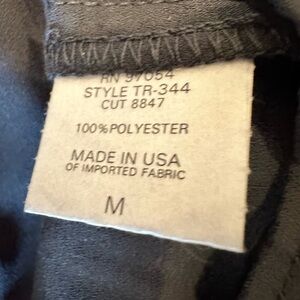 RN 97054
STYLE TR-344
CUT 8847
100%POLYESTER
MADE IN USA
OF IMPORTED FABRIC
M